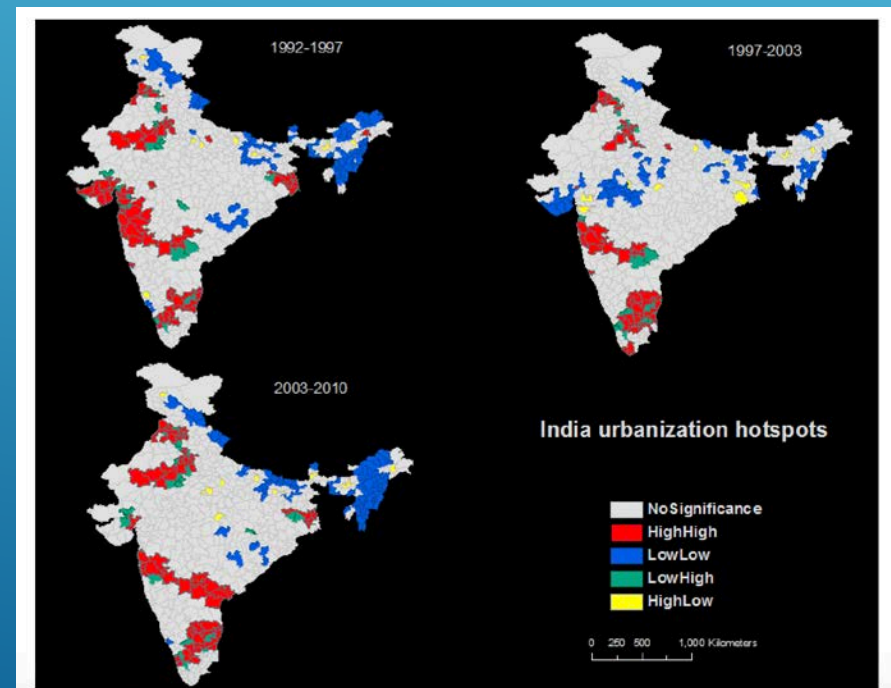 1992-1997
1997-2003
2003-2010
India urbanization hotspots
NoSignificance
HighHigh
LowLow
LowHigh
HighLow
0 250 500 1,000 Kilometers